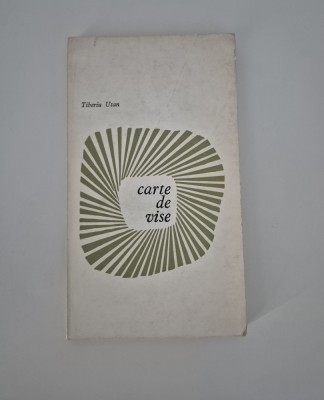 Tiberiu Utan
carte
de
vise